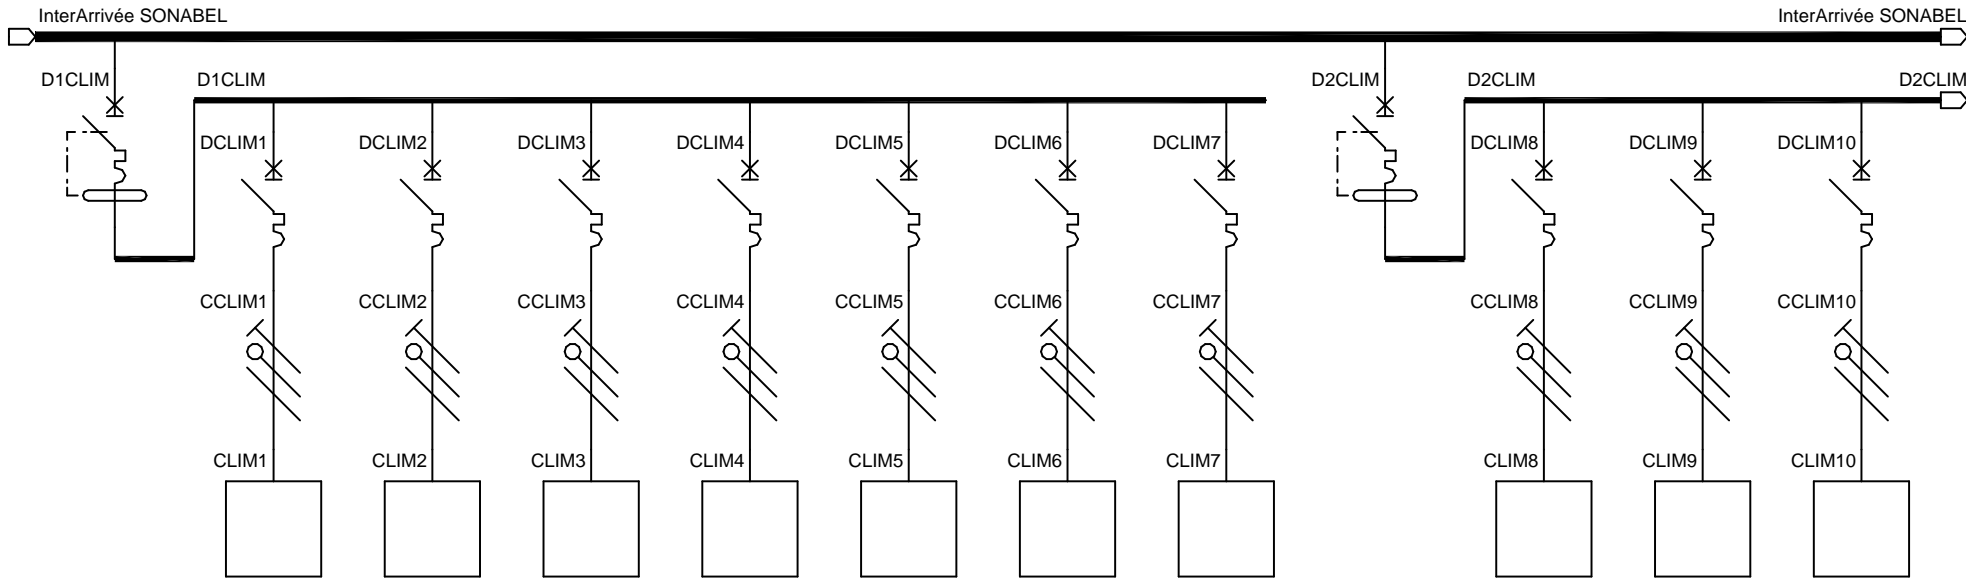 InterArrivée SONABEL InterArrivée SONABEL
D1CLIM D1CLIM D2CLIM D2CLIM D2CLIM
DCLIM1 DCLIM2 DCLIM3 DCLIM4 DCLIM5 DCLIM6 DCLIM7 DCLIM8 DCLIM9 DCLIM10
CCLIM1 CCLIM2 CCLIM3 CCLIM4 CCLIM5 CCLIM6 CCLIM7 CCLIM8 CCLIM9 CCLIM10
CLIM1 CLIM2 CLIM3 CLIM4 CLIM5 CLIM6 CLIM7 CLIM8 CLIM9 CLIM10